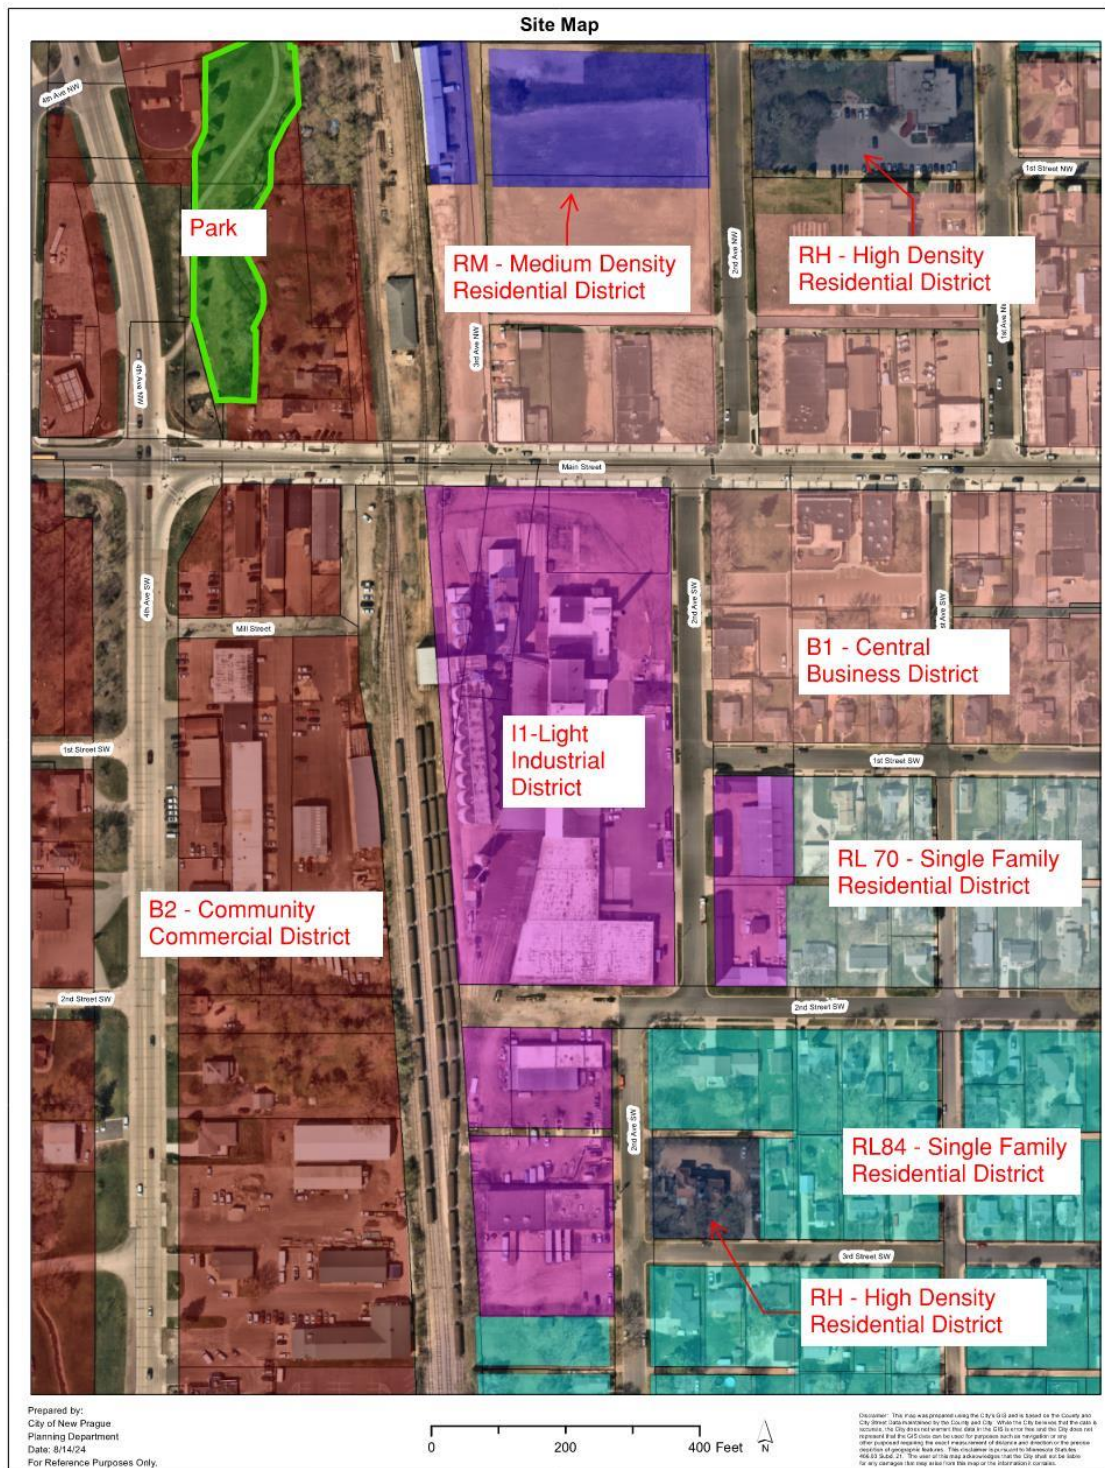 Site Map
4th Ave NW
1st Street NW
Park
RM - Medium Density
Residential District
2nd Ave NW
RH - High Density
Residential District
3rd Ave NW
4th Ave NW
Main Street
4th Ave SW
2nd Ave SW
Mill Street
B1 - Central
Business District
I1-Light
Industrial
District
1st Street SW
1st Street SW
RL 70 - Single Family
Residential District
B2 - Community
Commercial District
2nd Street SW
2nd Street SW
2nd Ave SW
RL84 - Single Family
Residential District
3rd Street SW
RH - High Density
Residential District
Prepared by:
City of New Prague
Planning Department
Date: 8/14/24
For Reference Purposes Only.
0 200 400 Feet
N